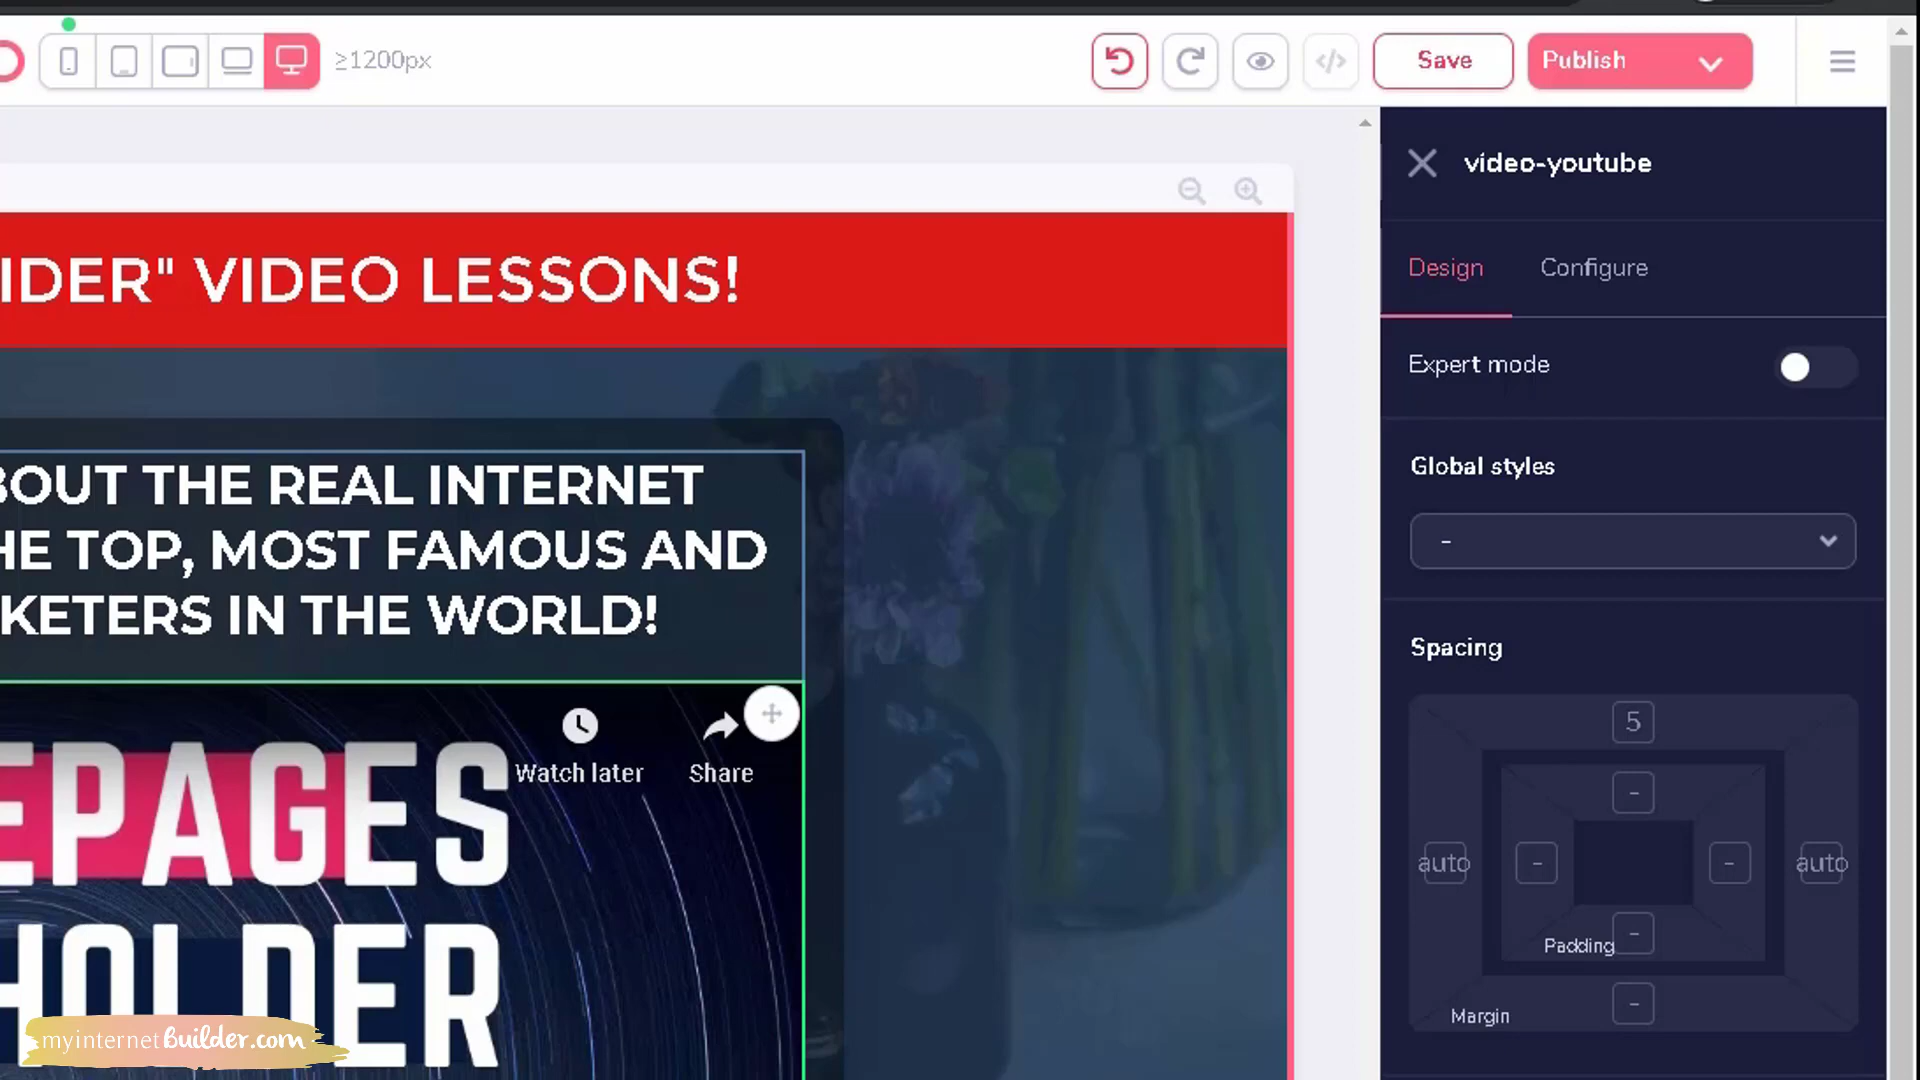 ≥1200px
</>
Save
Publish
video-youtube
Design
Configure
IDER" VIDEO LESSONS!
Expert mode
BOUT THE REAL INTERNET
HE TOP, MOST FAMOUS AND
KETERS IN THE WORLD!
Global styles
-
Spacing
5
-
auto
-
-
auto
-
Padding
-
Margin
Watch later
Share
EPAGES
HOLDER
myinternetBuilder.com